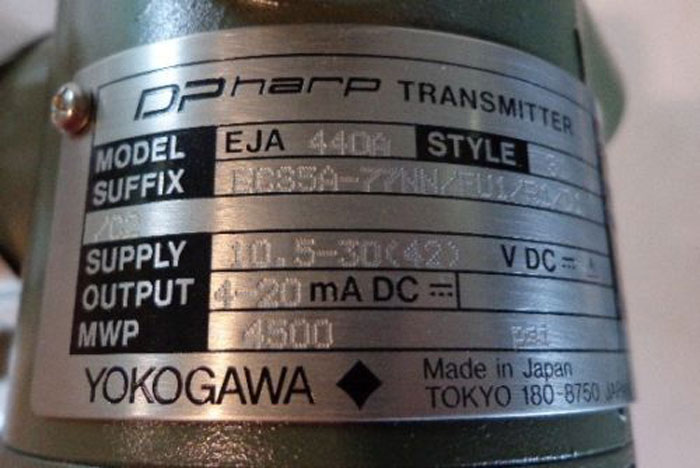 DPharp TRANSMITTER
MODEL EJA 440A STYLE
SUFFIX
SUPPLY 10.5-30(42) V DC
OUTPUT 4-20 mA DC
MWP 4500 psi
YOKOGAWA Made in Japan
TOKYO 180-8750